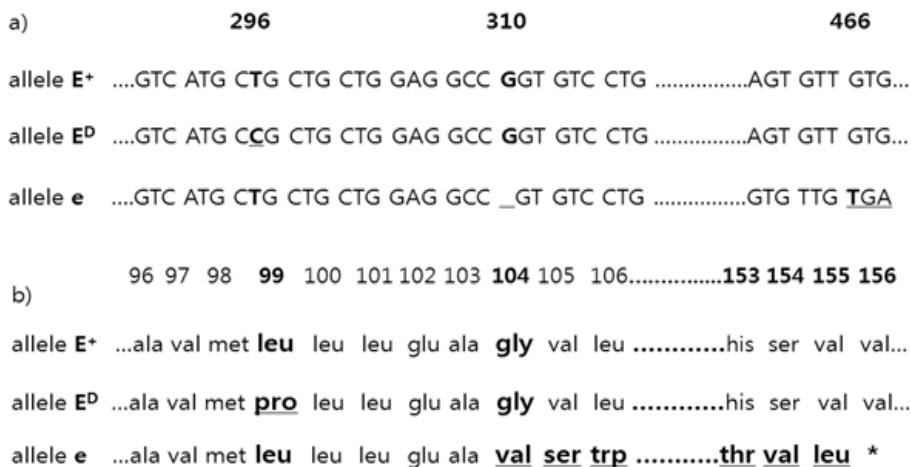 a) 296 310 466
allele E⁺ ....GTC ATG CTG CTG CTG GAG GCC GGT GTC CTG ...............AGT GTT GTG...
allele Eᴰ ....GTC ATG CCG CTG CTG GAG GCC GGT GTC CTG ...............AGT GTT GTG...
allele e ....GTC ATG CTG CTG CTG GAG GCC _GT GTC CTG ................GTG TTG TGA
96 97 98 99 100 101 102 103 104 105 106..............153 154 155 156
b)
allele E⁺ ...ala val met leu leu leu glu ala gly val leu ............his ser val val...
allele Eᴰ ...ala val met pro leu leu glu ala gly val leu ............his ser val val...
allele e ...ala val met leu leu leu glu ala val ser trp ............thr val leu *